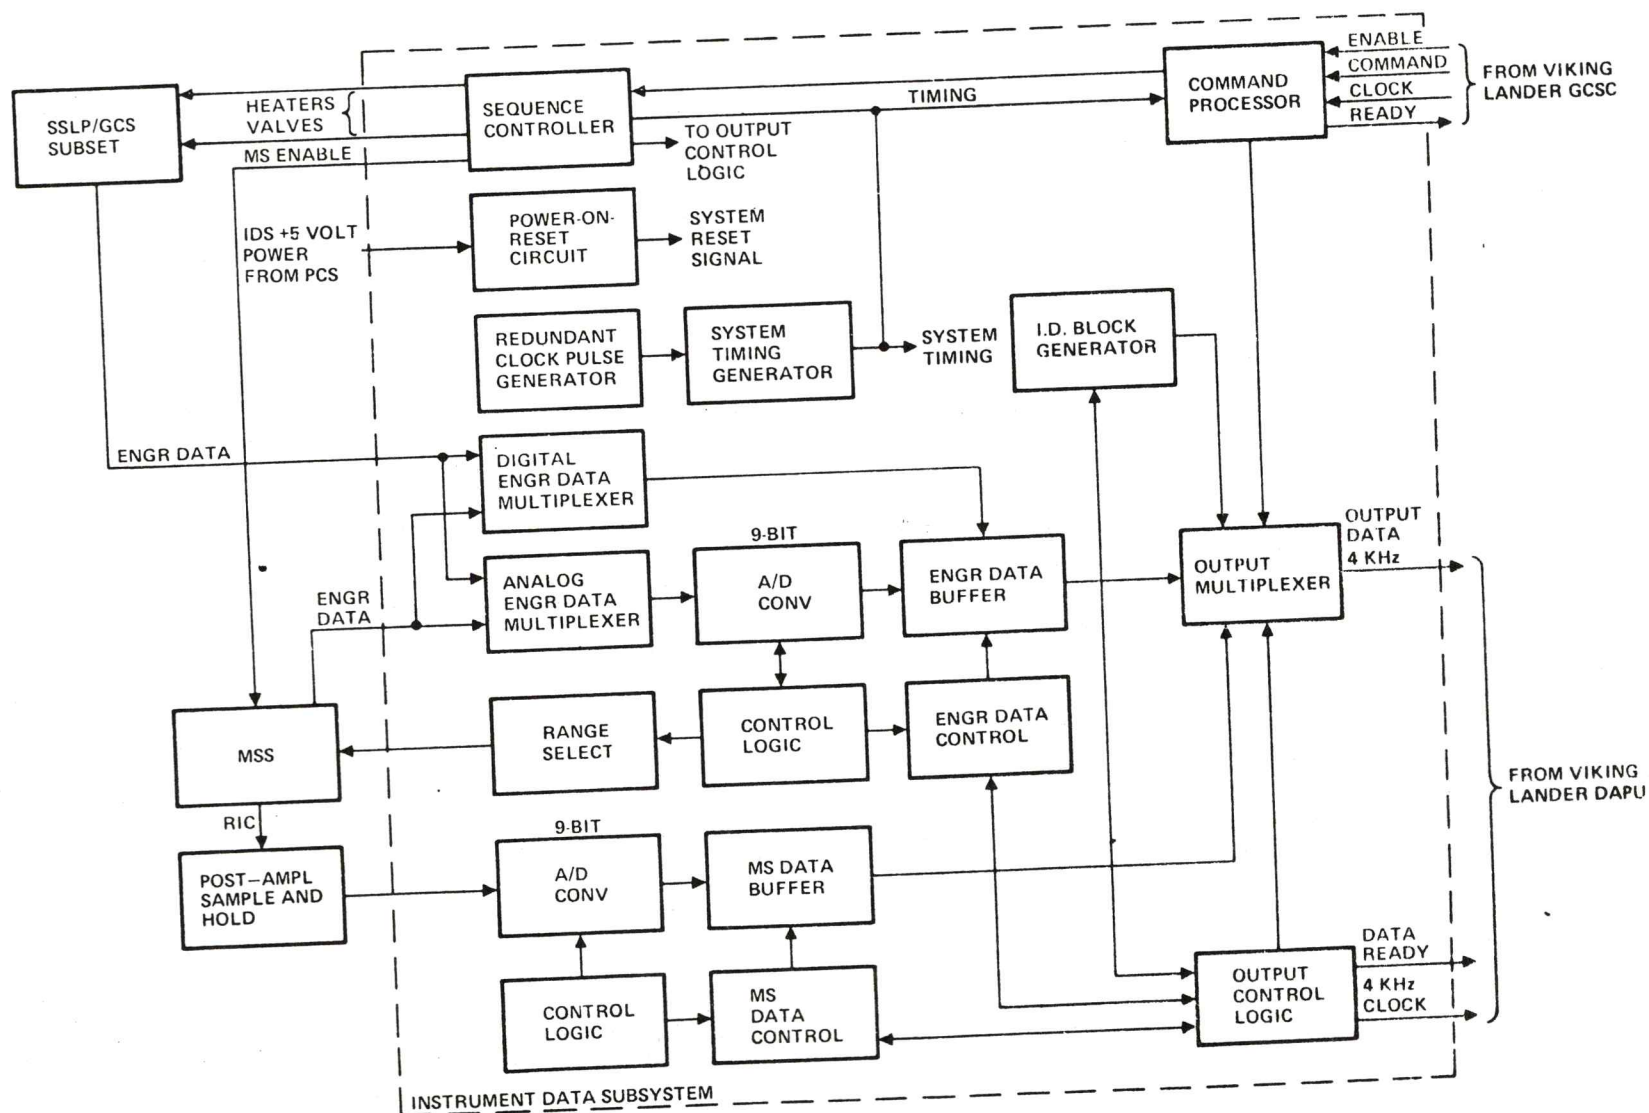 ENABLE
COMMAND
CLOCK
READY
FROM VIKING
LANDER GCSC
COMMAND
PROCESSOR
TIMING
SEQUENCE
CONTROLLER
HEATERS
VALVES
MS ENABLE
SSLP/GCS
SUBSET
TO OUTPUT
CONTROL
LOGIC
IDS +5 VOLT
POWER
FROM PCS
POWER-ON-
RESET
CIRCUIT
SYSTEM
RESET
SIGNAL
REDUNDANT
CLOCK PULSE
GENERATOR
SYSTEM
TIMING
GENERATOR
SYSTEM
TIMING
I.D. BLOCK
GENERATOR
ENGR DATA
DIGITAL
ENGR DATA
MULTIPLEXER
9-BIT
A/D
CONV
ENGR DATA
BUFFER
OUTPUT
MULTIPLEXER
OUTPUT
DATA
4 KHz
ENGR
DATA
ANALOG
ENGR DATA
MULTIPLEXER
MSS
RANGE
SELECT
CONTROL
LOGIC
ENGR DATA
CONTROL
FROM VIKING
LANDER DAPU
RIC
POST-AMPL
SAMPLE AND
HOLD
9-BIT
A/D
CONV
MS DATA
BUFFER
CONTROL
LOGIC
MS
DATA
CONTROL
OUTPUT
CONTROL
LOGIC
DATA
READY
4 KHz
CLOCK
INSTRUMENT DATA SUBSYSTEM